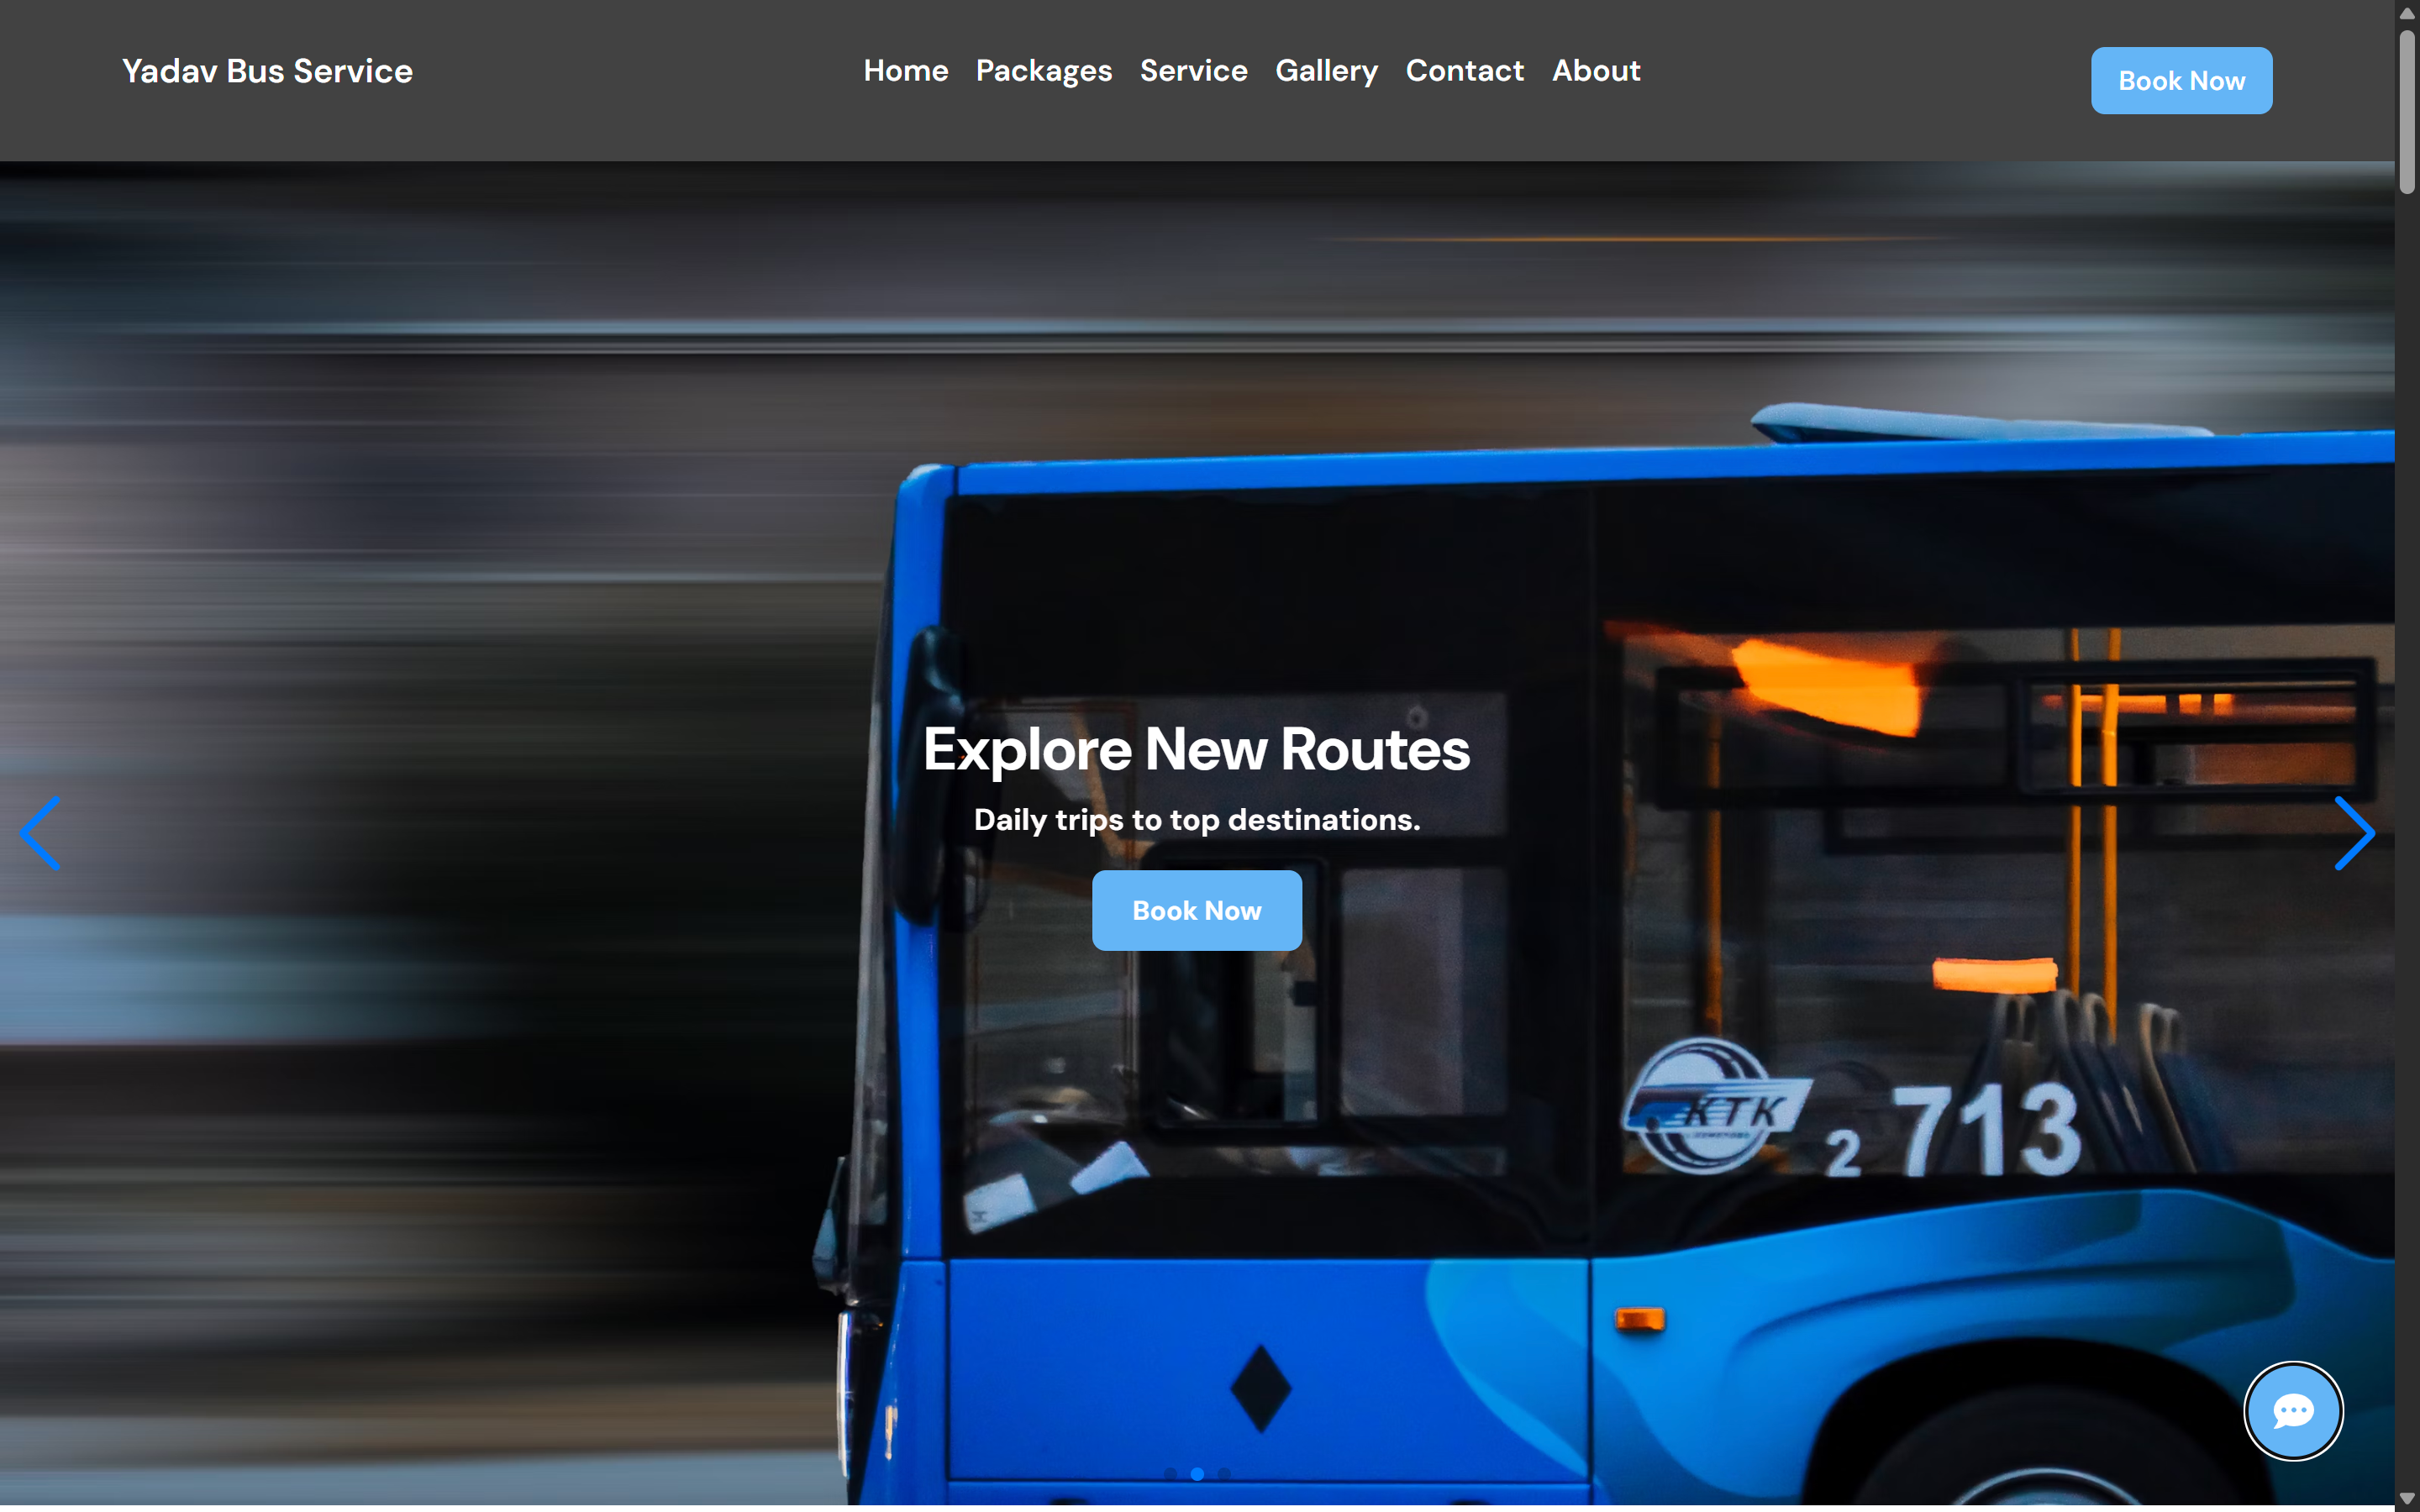 Yadav Bus Service
Home Packages Service Gallery Contact About
Book Now
Explore New Routes
Daily trips to top destinations.
Book Now
KTK
2 713